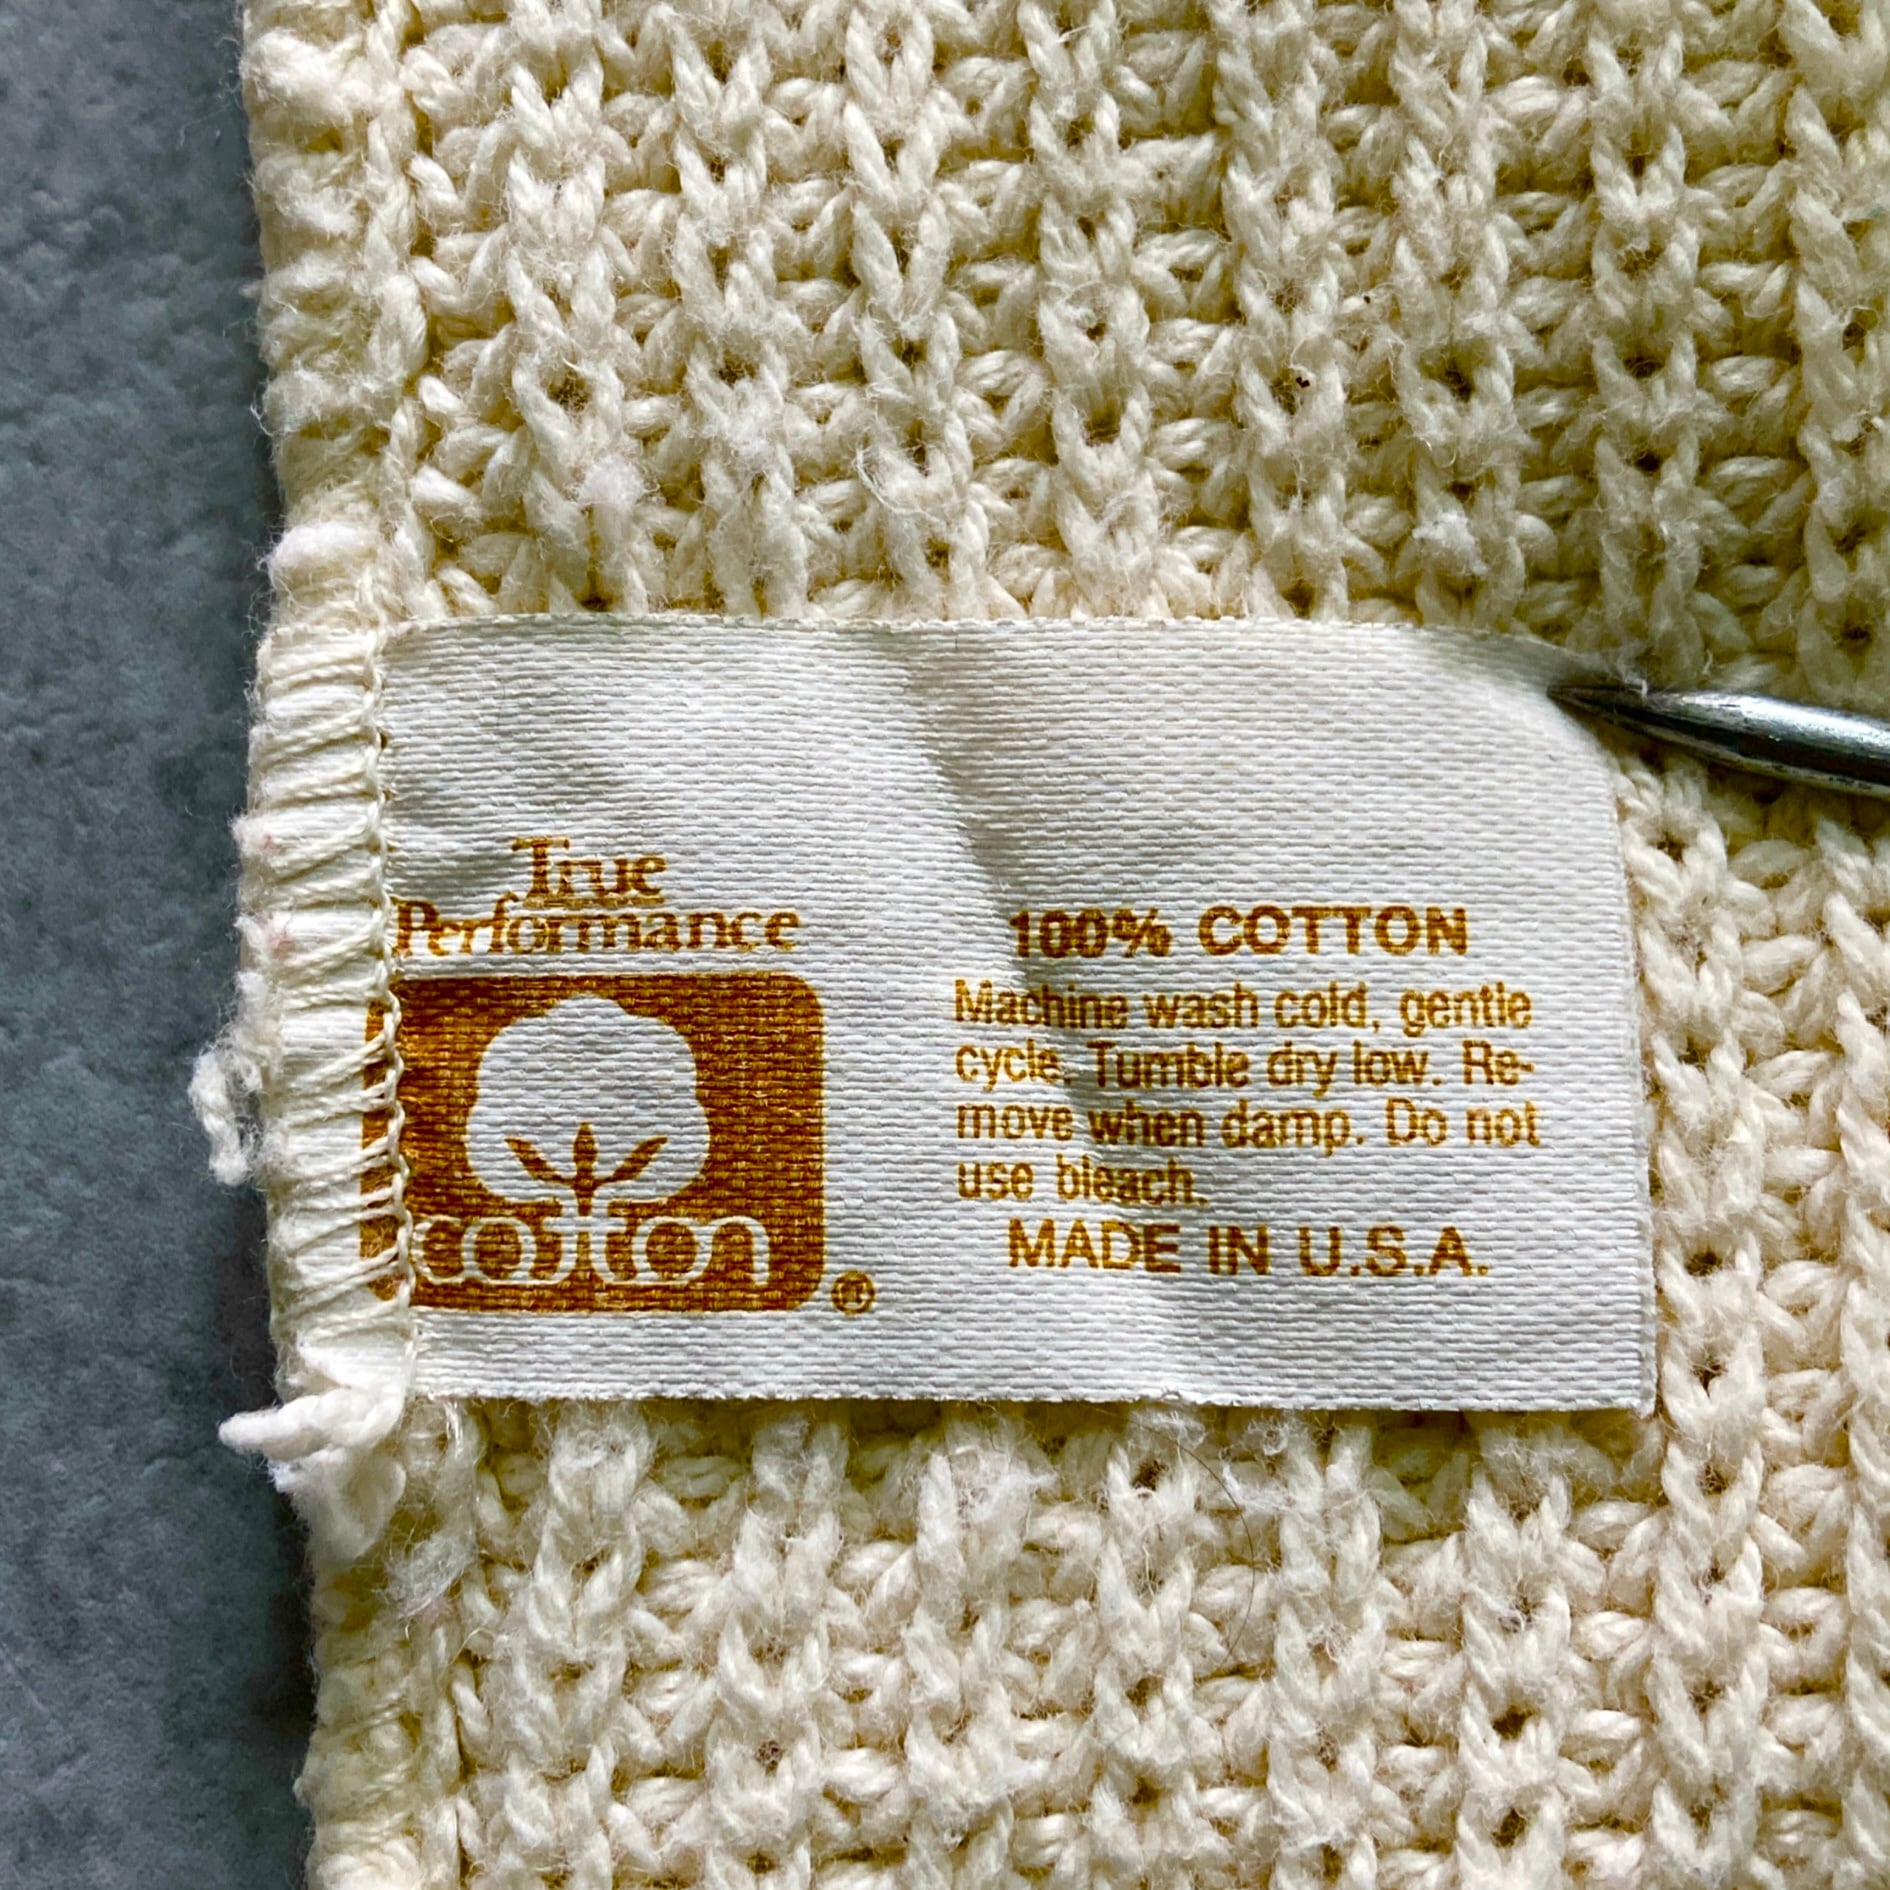 True
Performance
cotton
®
100% COTTON
Machine wash cold, gentle
cycle. Tumble dry low. Re-
move when damp. Do not
use bleach.
MADE IN U.S.A.